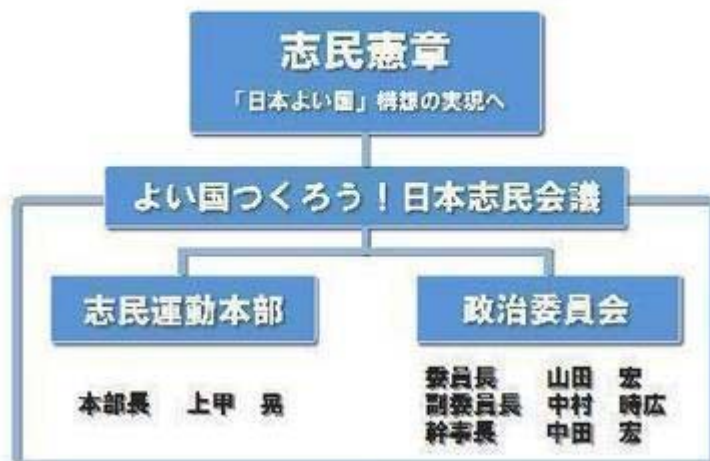 志民憲章
「日本よい国」構想の実現へ
よい国つくろう！日本志民会議
志民運動本部
本部長 上甲 晃
政治委員会
委員長 山田 宏
副委員長 中村 時広
幹事長 中田 宏